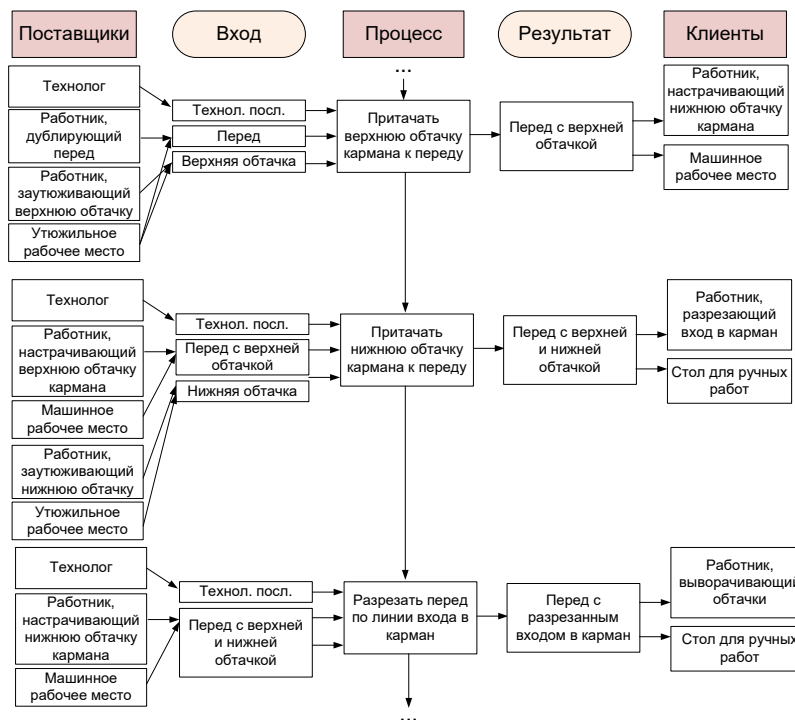 Поставщики
Вход
Процесс
Результат
Клиенты
...
Технолог
Работник,
дублирующий
перед
Работник,
заутюживающий
верхнюю обтачку
Утюжильное
рабочее место
Технол. посл.
Перед
Верхняя обтачка
Притачать
верхнюю обтачку
кармана к переду
Перед с верхней
обтачкой
Работник,
настрачивающий
нижнюю обтачку
кармана
Машинное
рабочее место
Технолог
Работник,
настрачивающий
верхнюю обтачку
кармана
Машинное
рабочее место
Работник,
заутюживающий
нижнюю обтачку
Утюжильное
рабочее место
Технол. посл.
Перед с верхней
обтачкой
Нижняя обтачка
Притачать
нижнюю обтачку
кармана к переду
Перед с верхней
и нижней
обтачкой
Работник,
разрезающий
вход в карман
Стол для ручных
работ
Технолог
Работник,
настрачивающий
нижнюю обтачку
кармана
Машинное
рабочее место
Технол. посл.
Перед с верхней
и нижней
обтачкой
Разрезать перед
по линии входа в
карман
Перед с
разрезанным
входом в карман
Работник,
выворачивающий
обтачки
Стол для ручных
работ
...